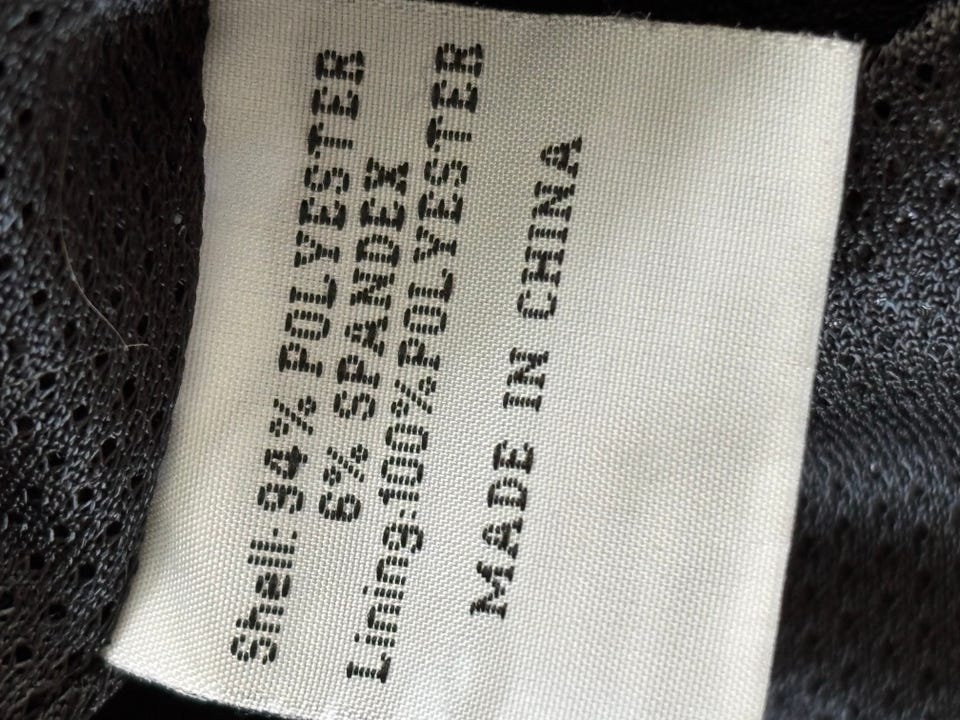 Shell: 94% POLYESTER
6% SPANDEX
Lining:100%POLYESTER
MADE IN CHINA